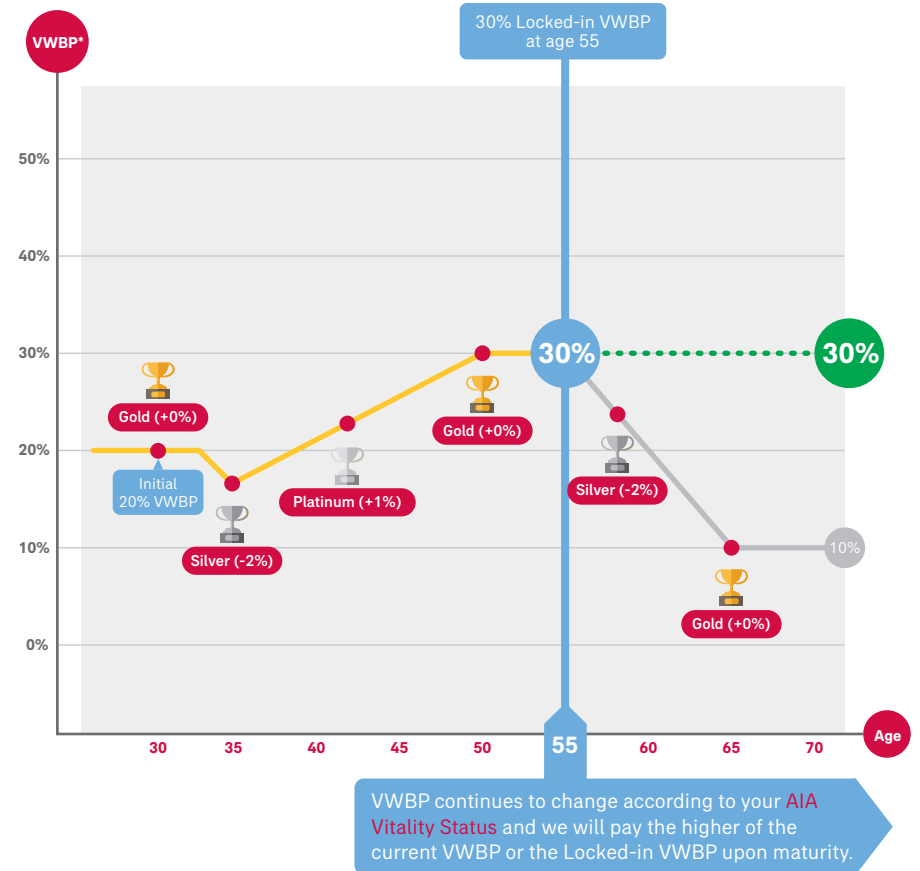 30% Locked-in VWBP
at age 55
VWBP*
50%
40%
30%
20%
10%
0%
Gold (+0%)
Initial
20% VWBP
Silver (-2%)
Platinum (+1%)
Gold (+0%)
30%
30%
Silver (-2%)
10%
Gold (+0%)
30
35
40
45
50
55
60
65
70
Age
VWBP continues to change according to your AIA
Vitality Status and we will pay the higher of the
current VWBP or the Locked-in VWBP upon maturity.